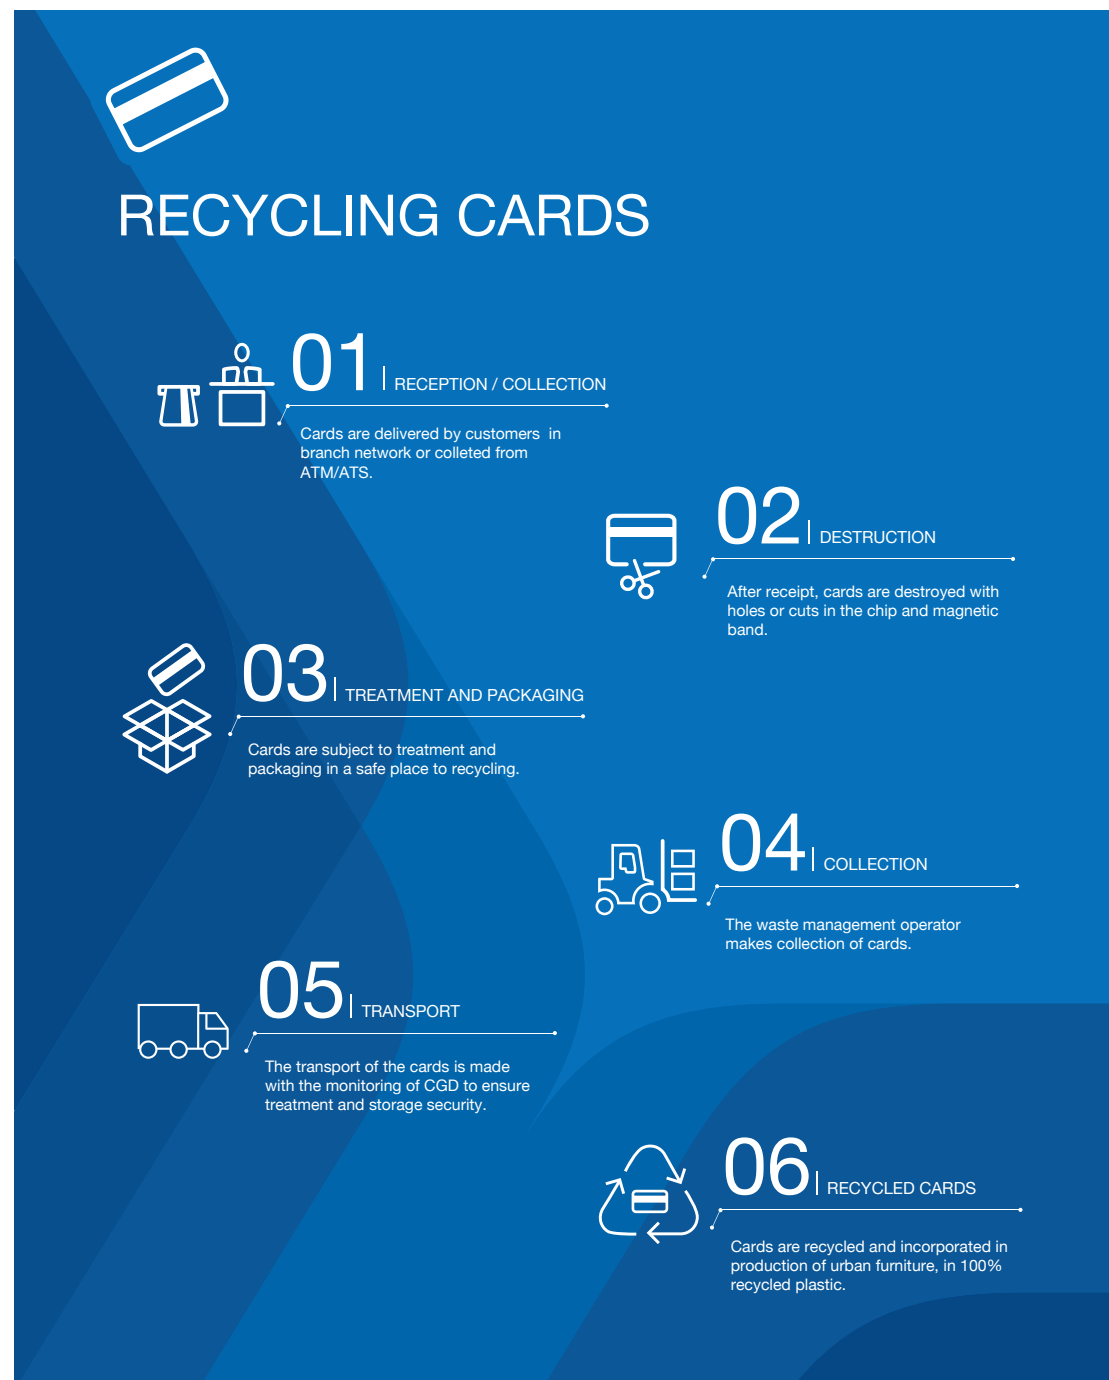 RECYCLING CARDS
01
RECEPTION / COLLECTION
Cards are delivered by customers  in
branch network or colleted from
ATM/ATS.
02
DESTRUCTION
After receipt, cards are destroyed with
holes or cuts in the chip and magnetic
band.
03
TREATMENT AND PACKAGING
Cards are subject to treatment and
packaging in a safe place to recycling.
04
COLLECTION
The waste management operator
makes collection of cards.
05
TRANSPORT
The transport of the cards is made
with the monitoring of CGD to ensure
treatment and storage security.
06
RECYCLED CARDS
Cards are recycled and incorporated in
production of urban furniture, in 100%
recycled plastic.